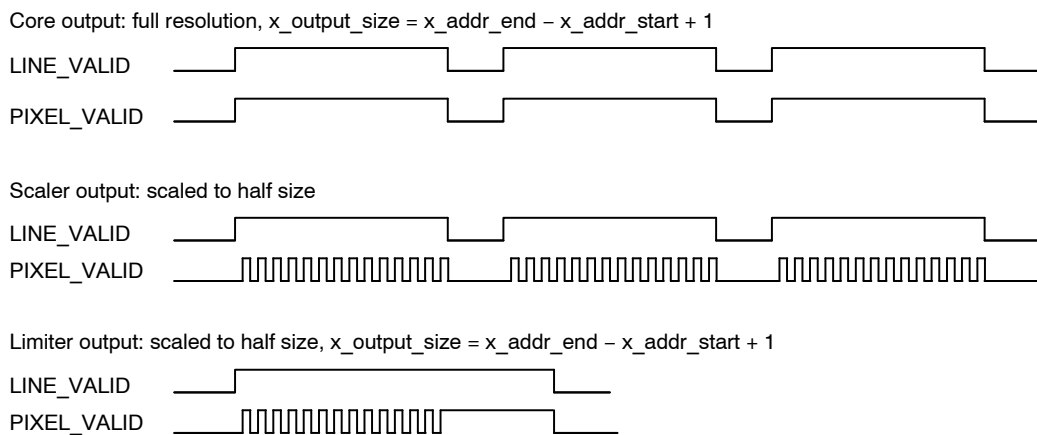 Core output: full resolution, x_output_size = x_addr_end − x_addr_start + 1
LINE_VALID
PIXEL_VALID
Scaler output: scaled to half size
LINE_VALID
PIXEL_VALID
Limiter output: scaled to half size, x_output_size = x_addr_end − x_addr_start + 1
LINE_VALID
PIXEL_VALID